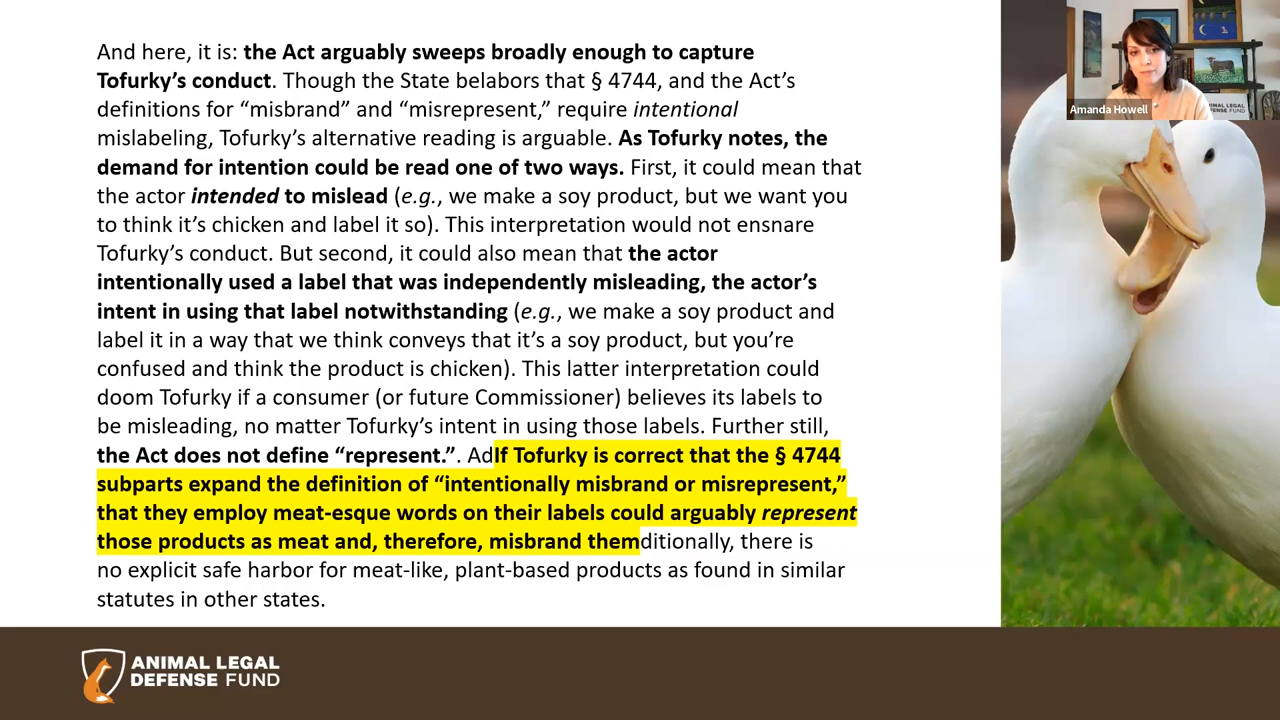 And here, it is: the Act arguably sweeps broadly enough to capture
Tofurky’s conduct. Though the State belabors that § 4744, and the Act’s
definitions for “misbrand” and “misrepresent,” require intentional
mislabeling, Tofurky’s alternative reading is arguable. As Tofurky notes, the
demand for intention could be read one of two ways. First, it could mean that
the actor intended to mislead (e.g., we make a soy product, but we want you
to think it’s chicken and label it so). This interpretation would not ensnare
Tofurky’s conduct. But second, it could also mean that the actor
intentionally used a label that was independently misleading, the actor’s
intent in using that label notwithstanding (e.g., we make a soy product and
label it in a way that we think conveys that it’s a soy product, but you’re
confused and think the product is chicken). This latter interpretation could
doom Tofurky if a consumer (or future Commissioner) believes its labels to
be misleading, no matter Tofurky’s intent in using those labels. Further still,
the Act does not define “represent.”. AdIf Tofurky is correct that the § 4744
subparts expand the definition of “intentionally misbrand or misrepresent,”
that they employ meat-esque words on their labels could arguably represent
those products as meat and, therefore, misbrand themditionally, there is
no explicit safe harbor for meat-like, plant-based products as found in similar
statutes in other states.
Amanda Howell
ANIMAL LEGAL
DEFENSE FUND
ANIMAL LEGAL
DEFENSE FUND